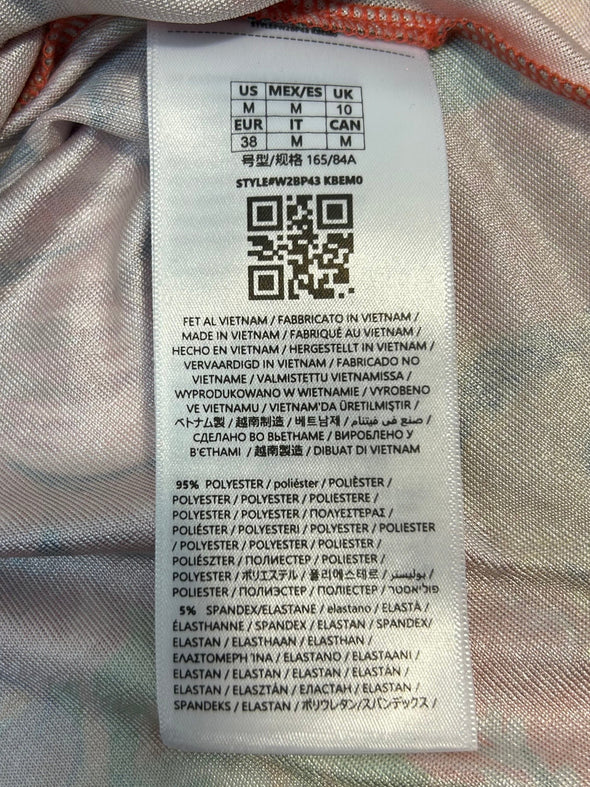 STYLE#W2BP43 KBEM0
US MEX/ES UK
M M 10
EUR IT CAN
38 M M
号型/规格 165/84A
STYLE#W2BP43 KBEM0
FET AL VIETNAM / FABBRICATO IN VIETNAM /
MADE IN VIETNAM / FABRIQUÉ AU VIETNAM /
HECHO EN VIETNAM / HERGESTELLT IN VIETNAM /
VERVAARDIGD IN VIETNAM / FABRICADO NO
VIETNAME / VALMISTETTU VIETNAMISSA /
WYPRODUKOWANO W WIETNAMIE / VYROBENO
VE VIETNAMU / VIETNAM'DA ÜRETILMIŞTIR /
ベトナム製 / 越南制造 / 베트남제 / صنع في فيتنام /
СДЕЛАНО ВО ВЬЕТНАМЕ / ВИРОБЛЕНО У
В'ЄТНАМІ / 越南製造 / DIBUAT DI VIETNAM
95% POLYESTER / poliéster / POLIÈSTER /
POLYESTER / POLYESTER / POLIESTERE /
POLYESTER / POLYESTER / ΠΟΛΥΕΣΤΕΡΑΣ /
POLIÉSTER / POLYESTERI / POLYESTER / POLIESTER
/ POLYESTER / POLYESTER / POLIESTER /
POLIÉSZTER / ПОЛИЕСТЕР / POLIESTER /
POLYESTER / ポリエステル / 폴리에스테르 / بوليستر /
POLIESTER / ПОЛИЭСТЕР / ПОЛІЕСТЕР / פוליאסטר
5% SPANDEX/ELASTANE / elastano / ELASTÀ /
ÉLASTHANNE / SPANDEX / ELASTAN / SPANDEX/
ELASTAN / ELASTHAAN / ELASTHAN /
ΕΛΑΣΤΟΜΕΡΗ ΊΝΑ / ELASTANO / ELASTAANI /
ELASTAN / ELASTAN / ELASTAN / ELASTÁN /
ELASTAN / ELASZTÁN / ЕЛАСТАН / ELASTAN /
SPANDEKS / ELASTAN / ポリウレタン/スパンデックス /